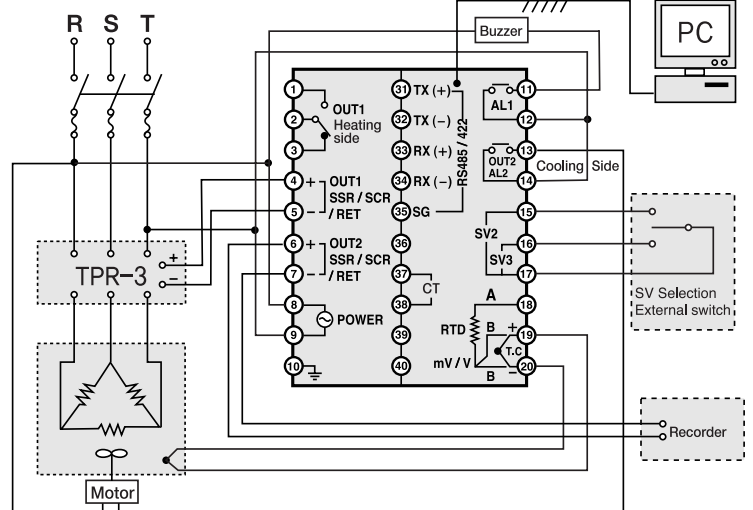 R S T
Buzzer
PC
1
2
3
4
5
6
7
8
9
10
OUT1
Heating
side
+ OUT1
SSR / SCR
− / RET
+ OUT2
SSR / SCR
− / RET
POWER
31 TX (+)
32 TX (−)
33 RX (+)
34 RX (−)
35 SG
36
37
38
39
40
RS485 / 422
CT
AL1
OUT2
AL2
SV2
SV3
A
RTD
B +
T.C
mV / V
B −
11
12
13
14
15
16
17
18
19
20
Cooling Side
SV Selection
External switch
Recorder
TPR−3
+
−
Motor